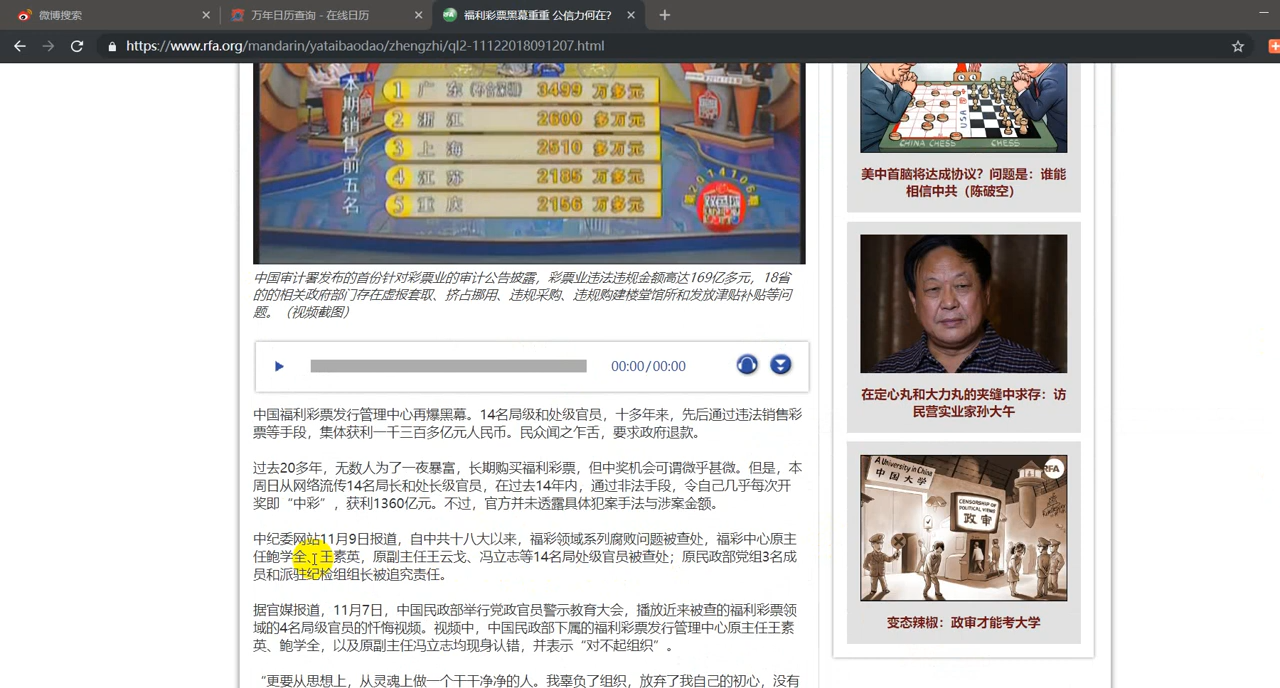 微博搜索
万年日历查询 - 在线日历
福利彩票黑幕重重 公信力何在?
https://www.rfa.org/mandarin/yataibaodao/zhengzhi/ql2-11122018091207.html
本期销售前五名
1 广 东 (不含深圳) 3499 万多元
2 浙 江 2600 多万元
3 上 海 2510 多万元
4 江 苏 2185 万多元
5 重 庆 2156 万多元
2014106
中国审计署发布的首份针对彩票业的审计公告披露，彩票业违法违规金额高达169亿多元，18省
的的相关政府部门存在虚报套取、挤占挪用、违规采购、违规购建楼堂馆所和发放津贴补贴等问
题。（视频截图）
00:00/00:00
中国福利彩票发行管理中心再爆黑幕。14名局级和处级官员，十多年来，先后通过违法销售彩
票等手段，集体获利一千三百多亿元人民币。民众闻之乍舌，要求政府退款。
过去20多年，无数人为了一夜暴富，长期购买福利彩票，但中奖机会可谓微乎甚微。但是，本
周日从网络流传14名局长和处长级官员，在过去14年内，通过非法手段，令自己几乎每次开
奖即“中彩”，获利1360亿元。不过，官方并未透露具体犯案手法与涉案金额。
中纪委网站11月9日报道，自中共十八大以来，福彩领域系列腐败问题被查处，福彩中心原主
任鲍学全、王素英，原副主任王云戈、冯立志等14名局处级官员被查处；原民政部党组3名成
员和派驻纪检组组长被追究责任。
据官媒报道，11月7日，中国民政部举行党政官员警示教育大会，播放近来被查的福利彩票领
域的4名局级官员的忏悔视频。视频中，中国民政部下属的福利彩票发行管理中心原主任王素
英、鲍学全，以及原副主任冯立志均现身认错，并表示“对不起组织”。
“更要从思想上，从灵魂上做一个干干净净的人。我辜负了组织，放弃了我自己的初心，没有
USA
CHINA CHESS
CHESS
美中首脑将达成协议？问题是：谁能
相信中共（陈破空）
在定心丸和大力丸的夹缝中求存：访
民营实业家孙大午
A University in China
中国大学
RFA
CENSORSHIP OF
POLITICAL VIEWS
政审
变态辣椒：政审才能考大学